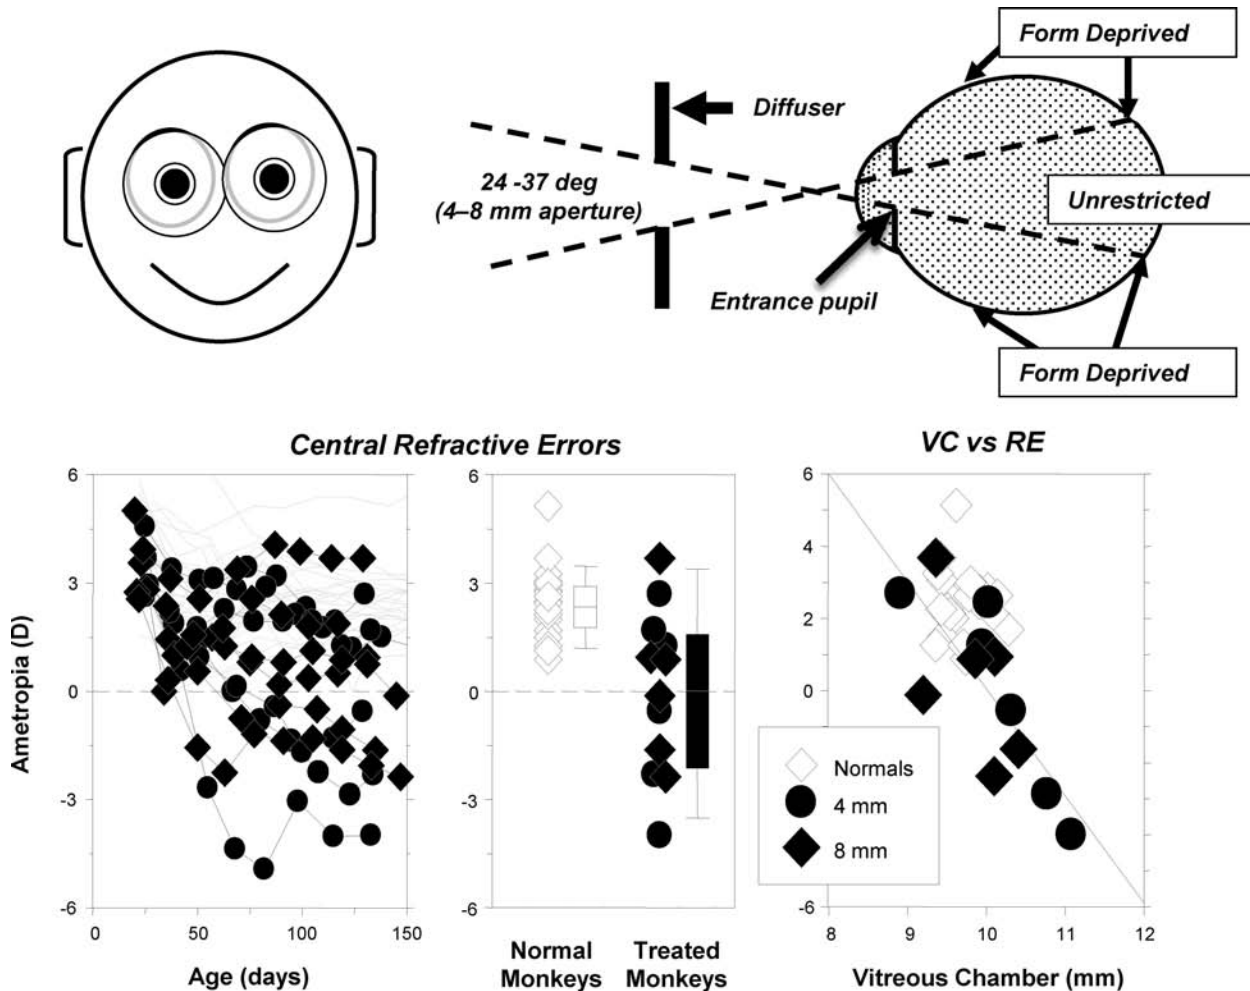 Form Deprived
Diffuser
24 -37 deg
(4–8 mm aperture)
Unrestricted
Entrance pupil
Form Deprived
Central Refractive Errors
VC vs RE
Ametropia (D)
6
3
0
-3
-6
0
50
100
150
Age (days)
6
3
0
-3
-6
Normal
Monkeys
Treated
Monkeys
6
4
2
0
6
Normals
4 mm
8 mm
8
9
10
11
12
Vitreous Chamber (mm)